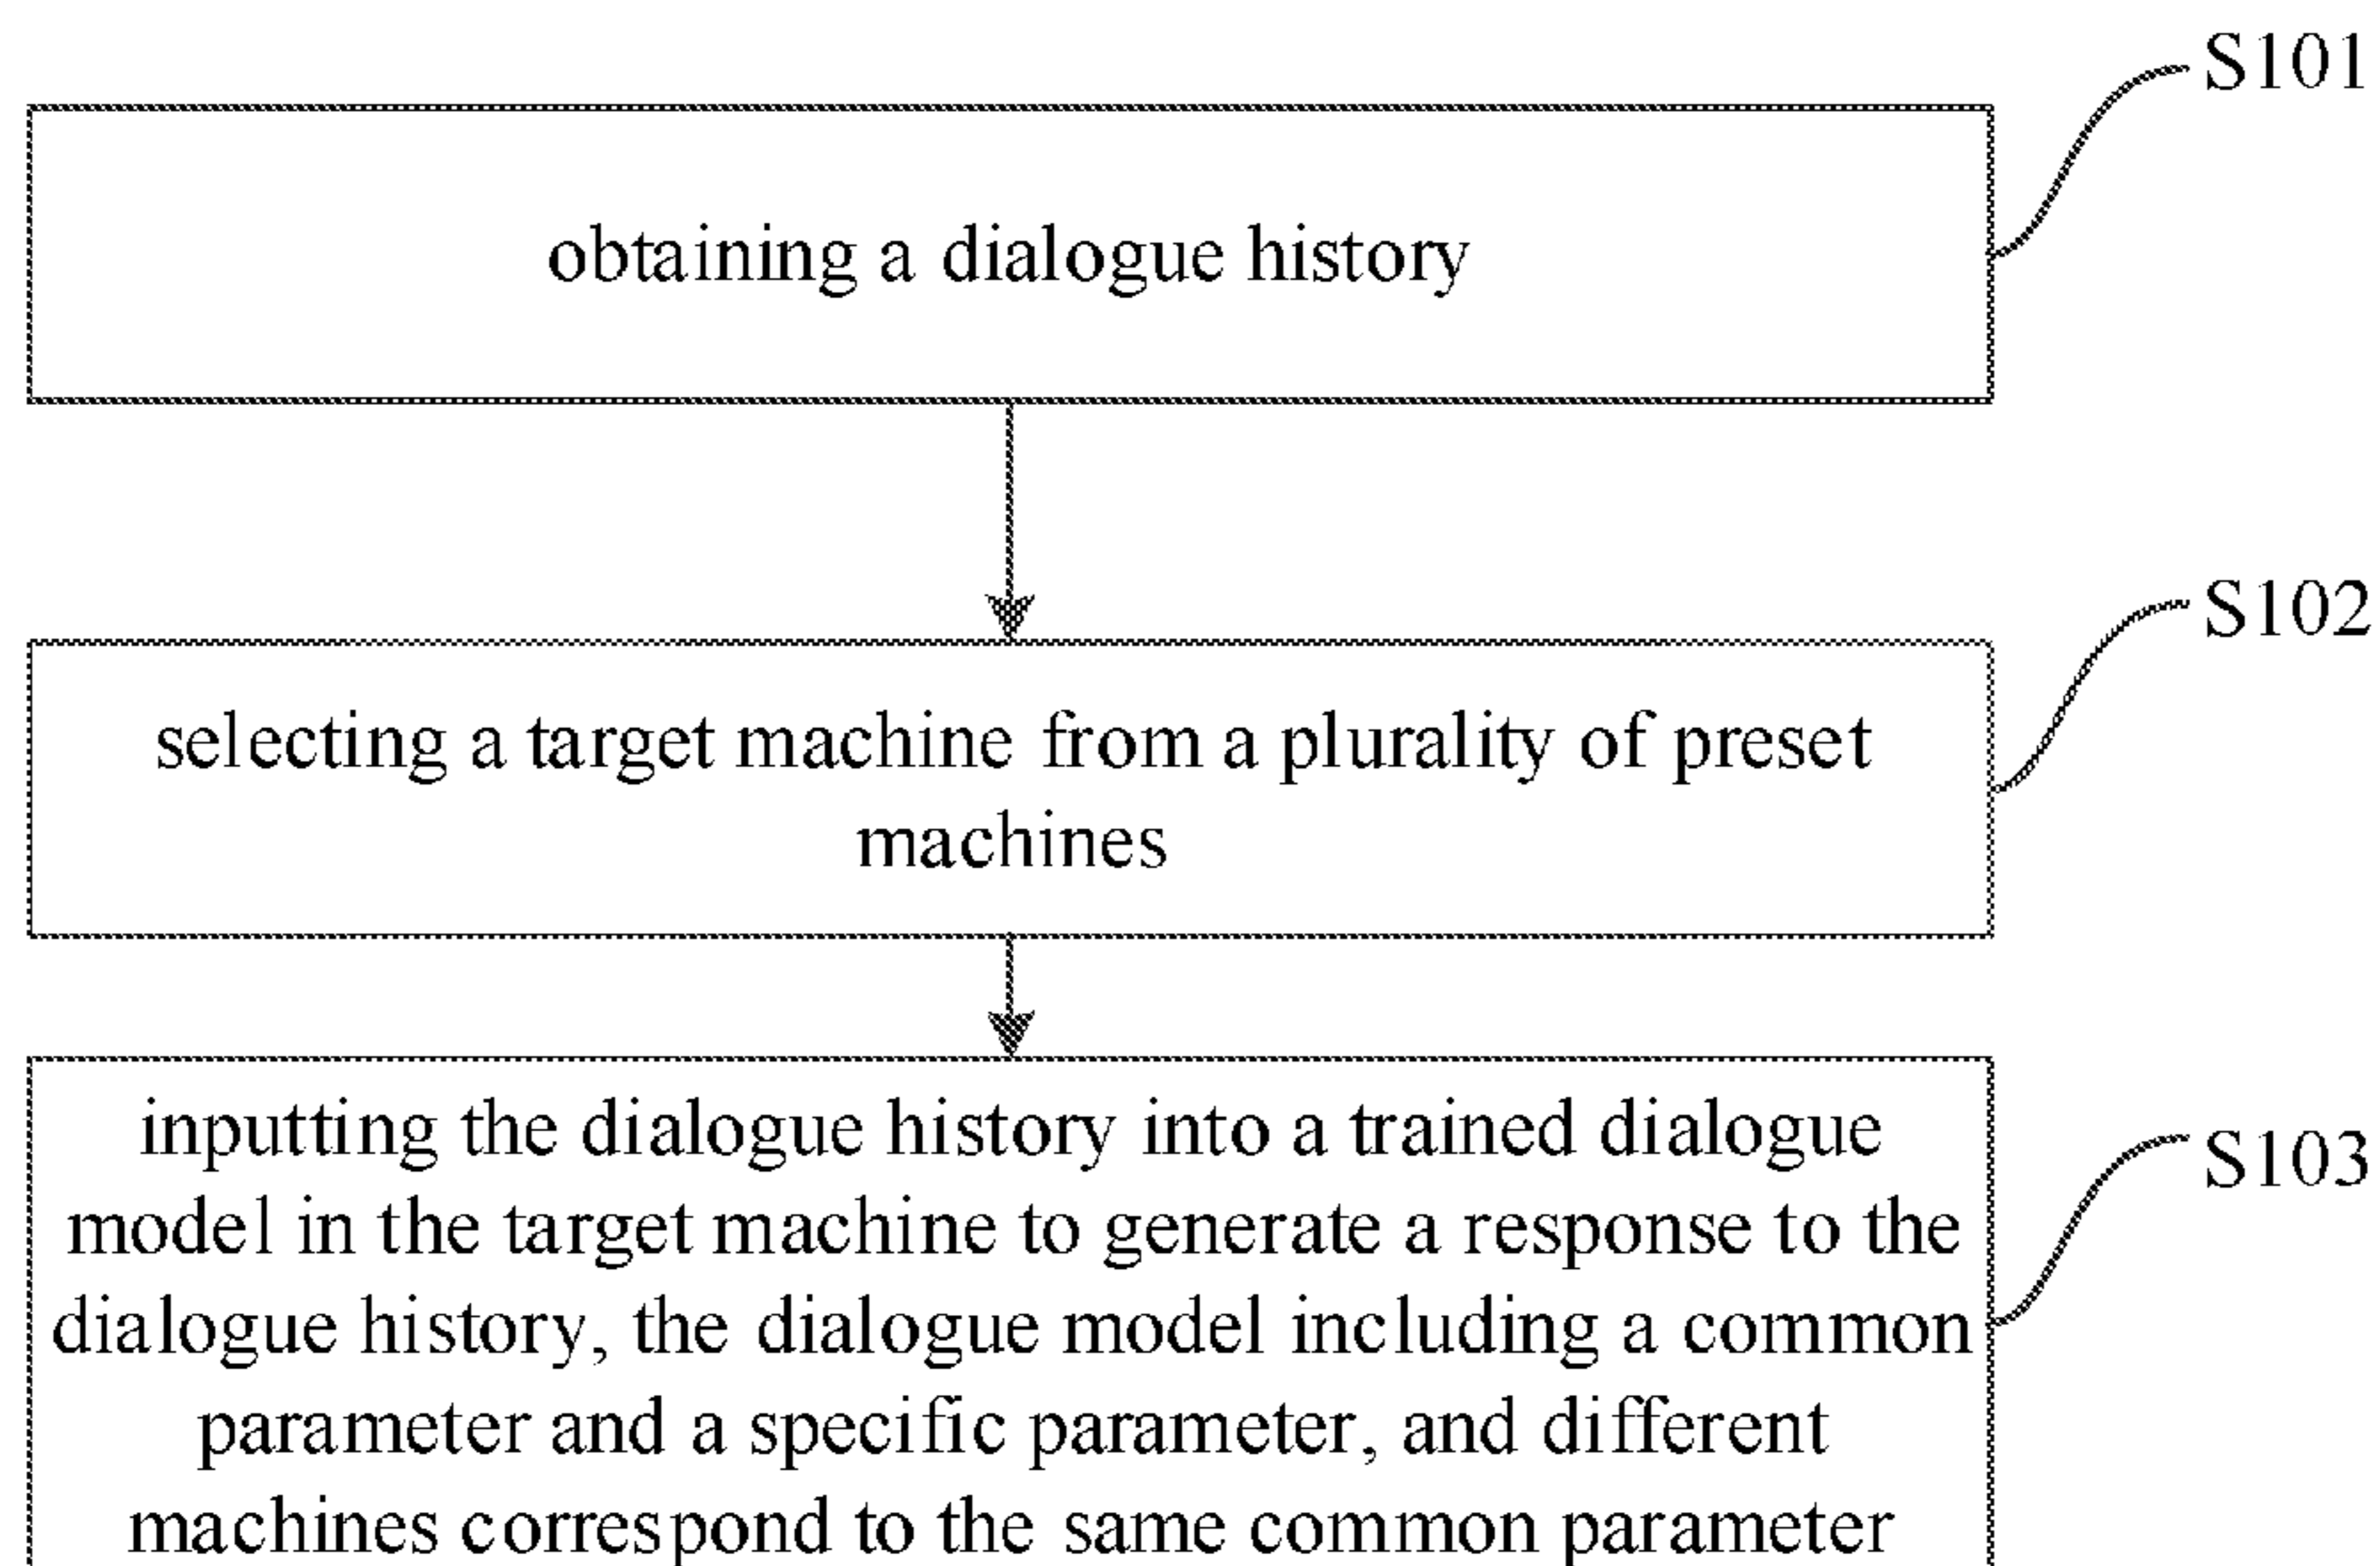 S101
obtaining a dialogue history
S102
selecting a target machine from a plurality of preset
machines
inputting the dialogue history into a trained dialogue
S103
model in the target machine to generate a response to the
dialogue history, the dialogue model including a common
parameter and a specific parameter, and different
machines correspond to the same common parameter